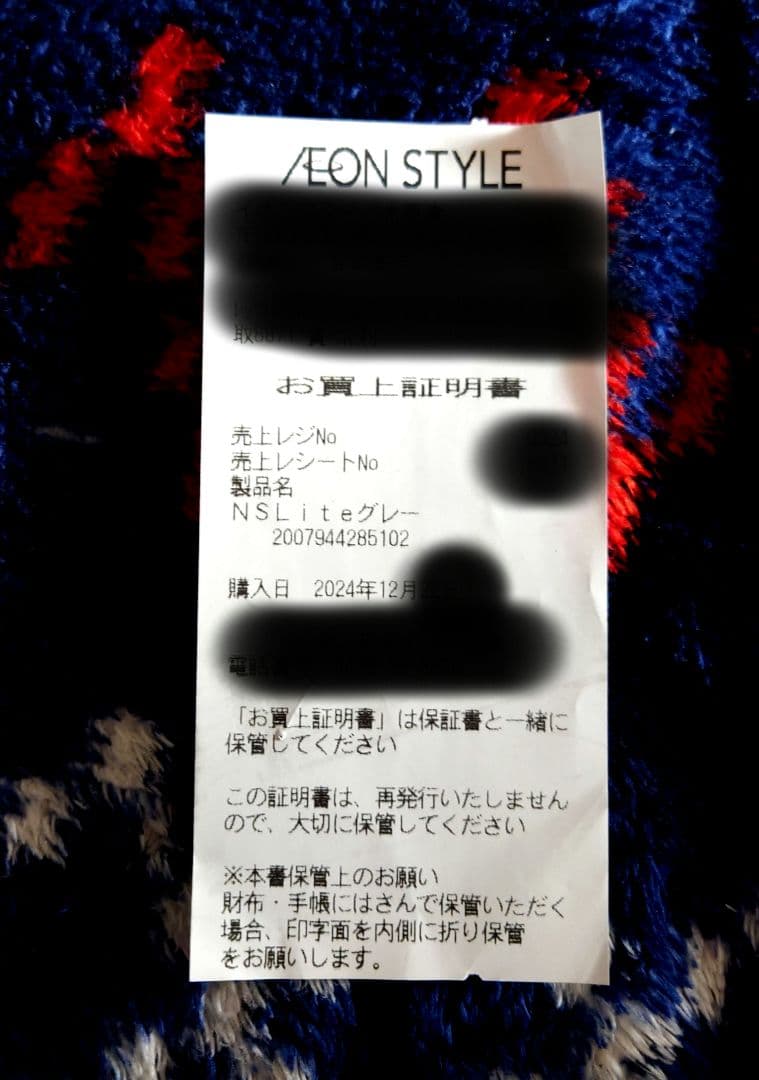 ÆON STYLE
お買上証明書
売上レジNo
売上レシートNo
製品名
NSLiteグレー
2007944285102
購入日 2024年12月
「お買上証明書」は保証書と一緒に
保管してください
この証明書は、再発行いたしません
ので、大切に保管してください
※本書保管上のお願い
財布・手帳にはさんで保管いただく
場合、印字面を内側に折り保管
をお願いします。